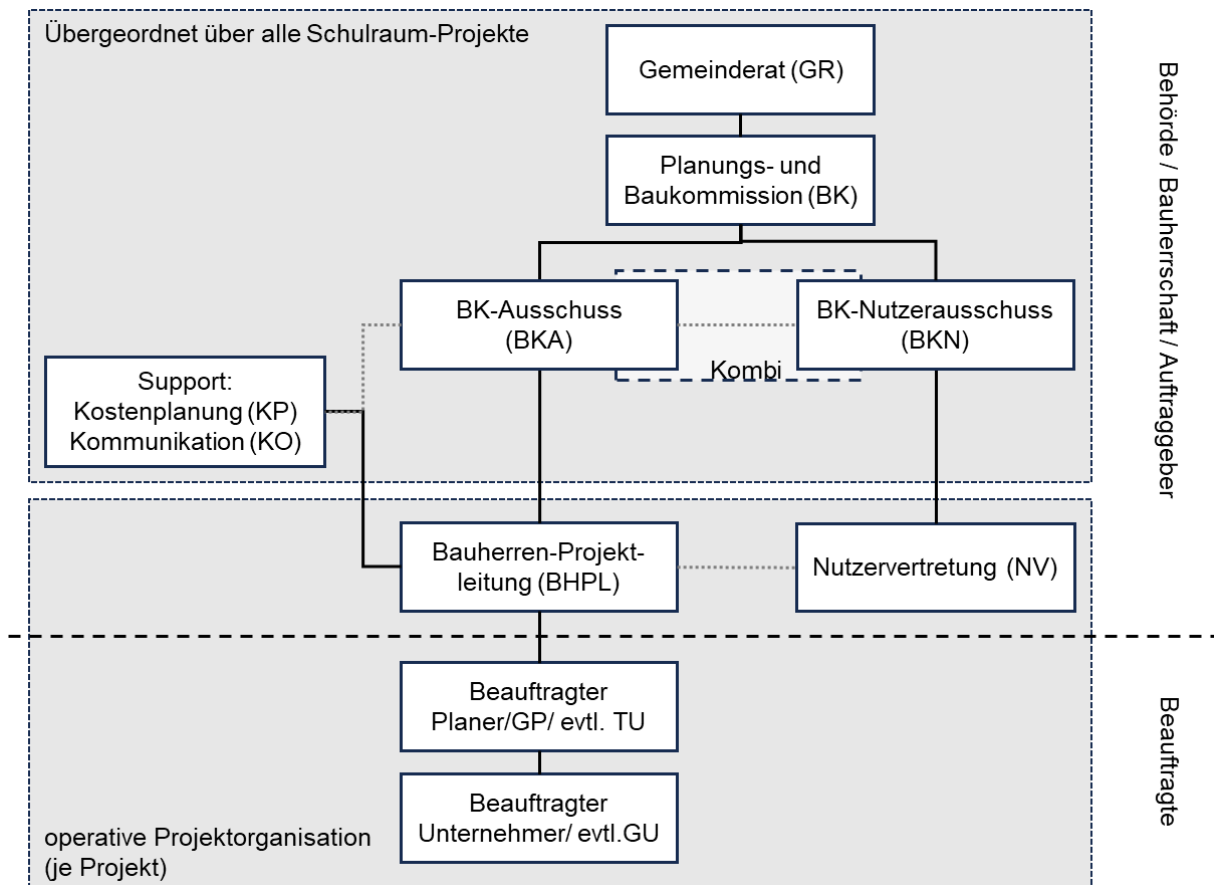 Übergeordnet über alle Schulraum-Projekte
Gemeinderat (GR)
Planungs- und
Baukommission (BK)
BK-Ausschuss
(BKA)
BK-Nutzerausschuss
(BKN)
Kombi
Support:
Kostenplanung (KP)
Kommunikation (KO)
Behörde / Bauherrschaft / Auftraggeber
Bauherren-Projekt-
leitung (BHPL)
Nutzervertretung (NV)
Beauftragter
Planer/GP/ evtl. TU
Beauftragter
Unternehmer/ evtl.GU
operative Projektorganisation
(je Projekt)
Beauftragte